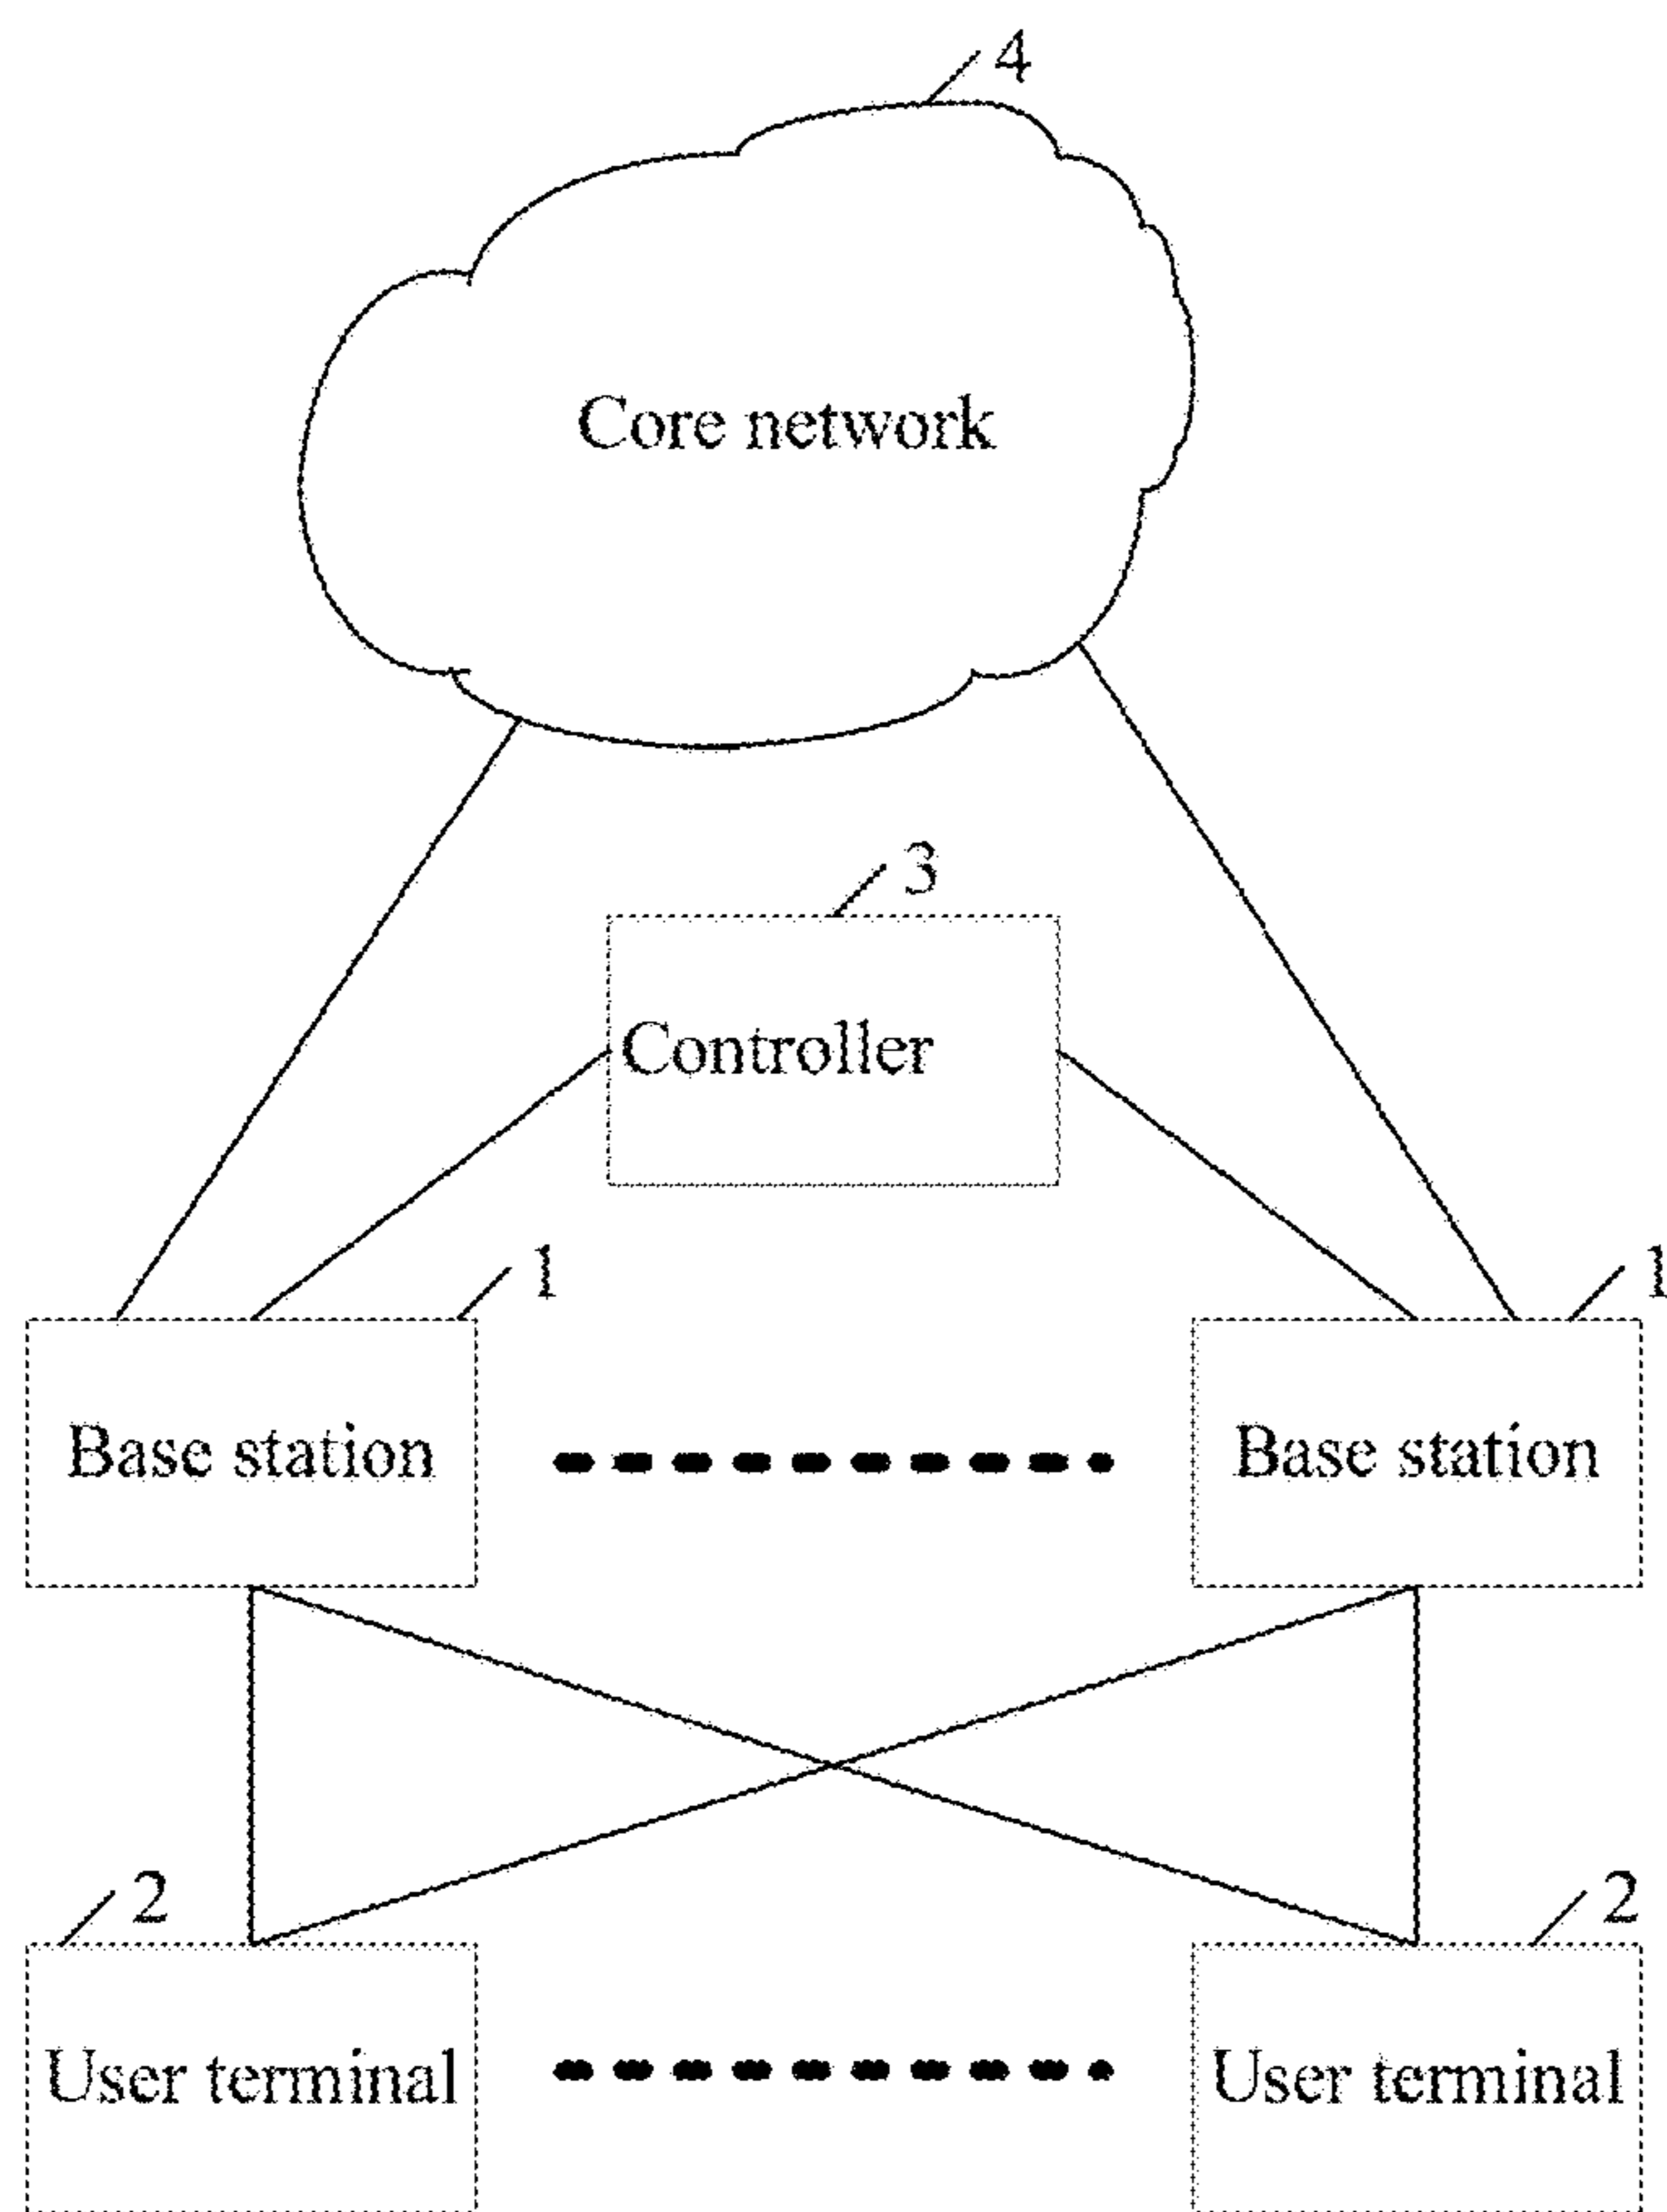 4
Core network
3
Controller
1
1
Base station
Base station
2
2
User terminal
User terminal